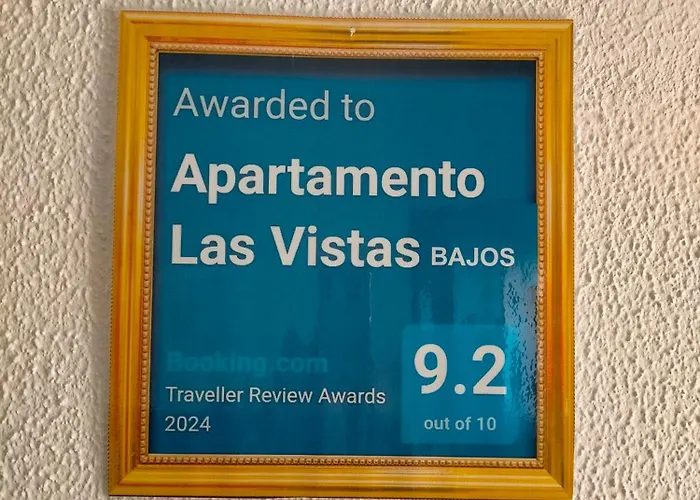 Awarded to
Apartamento
Las Vistas BAJOS
Booking.com
Traveller Review Awards
2024
9.2
out of 10